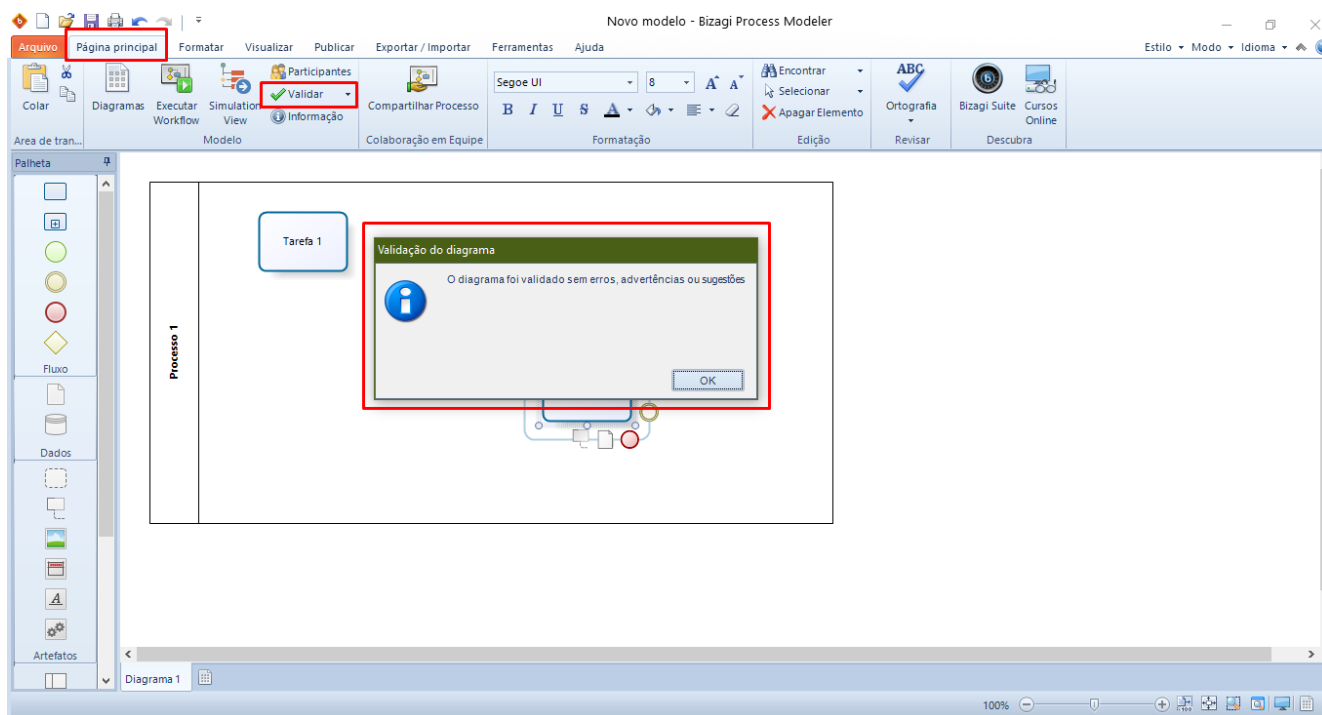 Novo modelo - Bizagi Process Modeler
Arquivo Página principal Formatar Visualizar Publicar Exportar / Importar Ferramentas Ajuda Estilo Modo Idioma
Colar
Diagramas
Executar Workflow
Simulation View
Participantes
Validar
Informação
Compartilhar Processo
Segoe UI 8 A A
B I U S A
Encontrar
Selecionar
Apagar Elemento
ABC
Ortografia
Bizagi Suite
Cursos Online
Area de tran... Modelo Colaboração em Equipe Formatação Edição Revisar Descubra
Palheta
Fluxo
Dados
A
Artefatos
Processo 1
Tarefa 1
Validação do diagrama
O diagrama foi validado sem erros, advertências ou sugestões
OK
Diagrama 1
100%